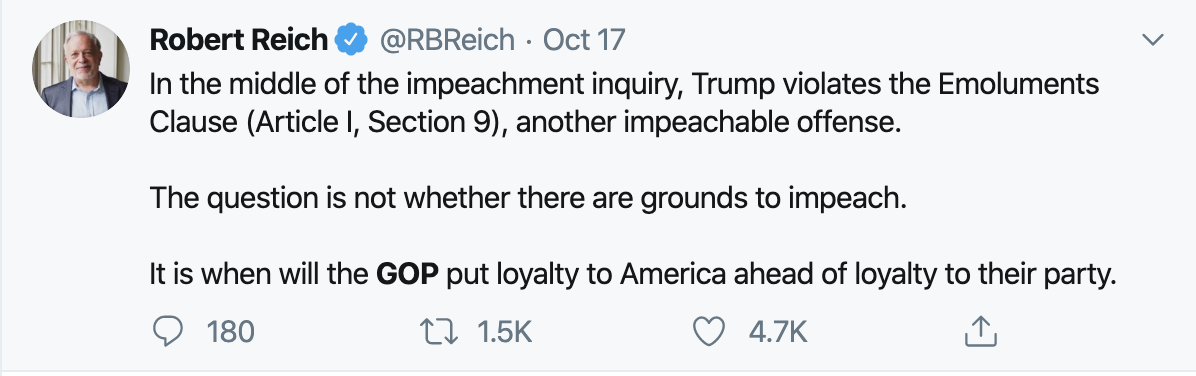 Robert Reich @RBReich · Oct 17
In the middle of the impeachment inquiry, Trump violates the Emoluments
Clause (Article I, Section 9), another impeachable offense.
The question is not whether there are grounds to impeach.
It is when will the GOP put loyalty to America ahead of loyalty to their party.
180 1.5K 4.7K